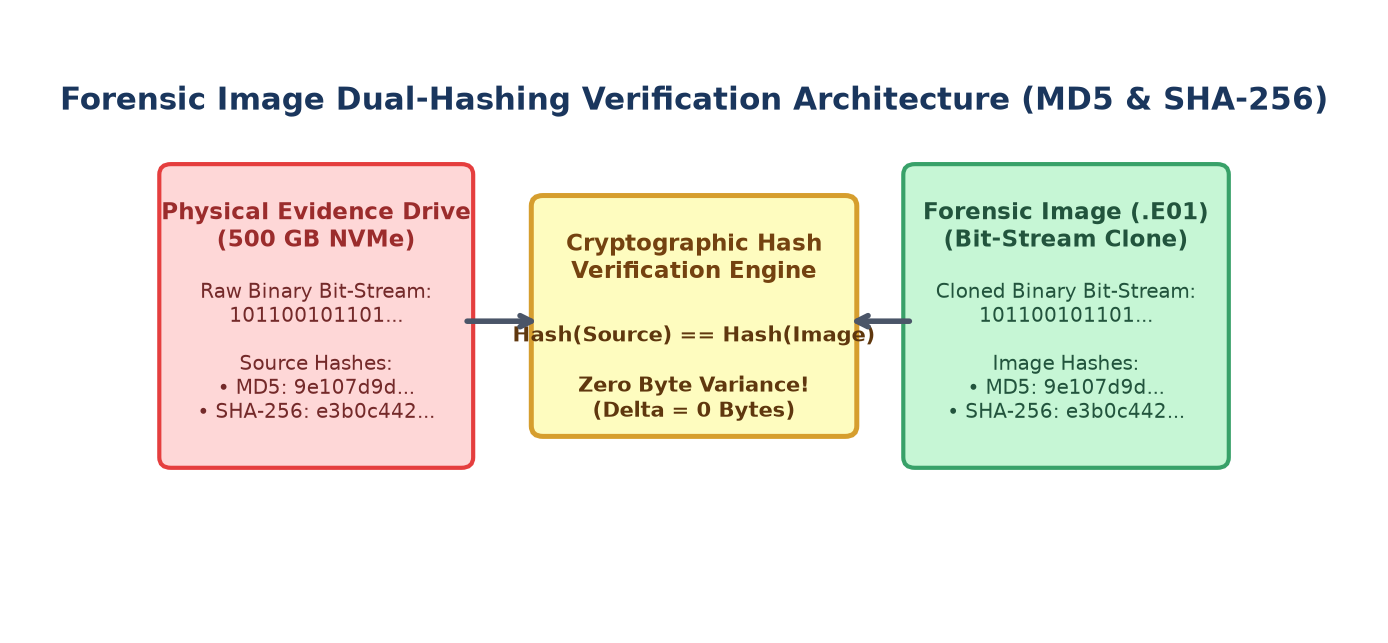 Forensic Image Dual-Hashing Verification Architecture (MD5 & SHA-256)
Physical Evidence Drive
(500 GB NVMe)
Raw Binary Bit-Stream:
101100101101...
Source Hashes:
• MD5: 9e107d9d...
• SHA-256: e3b0c442...
Cryptographic Hash
Verification Engine
Hash(Source) == Hash(Image)
Zero Byte Variance!
(Delta = 0 Bytes)
Forensic Image (.E01)
(Bit-Stream Clone)
Cloned Binary Bit-Stream:
101100101101...
Image Hashes:
• MD5: 9e107d9d...
• SHA-256: e3b0c442...